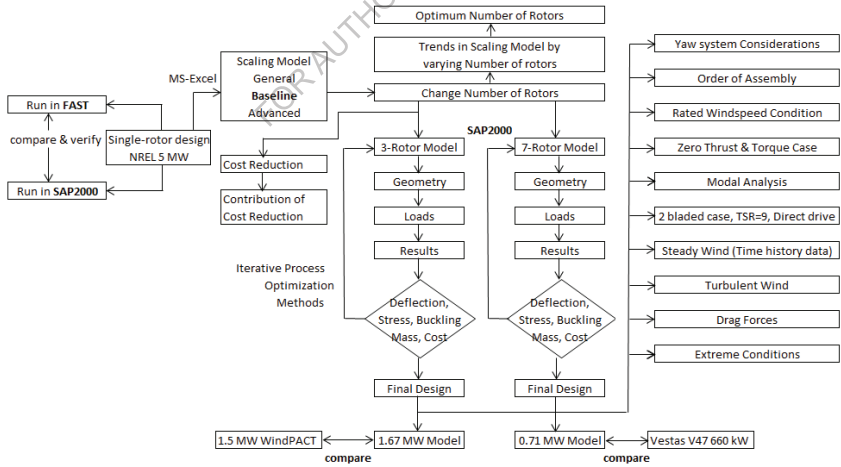 FOR AUTHO
Optimum Number of Rotors
Trends in Scaling Model by
varying Number of rotors
Change Number of Rotors
MS-Excel
Scaling Model
General
Baseline
Advanced
Run in FAST
compare & verify
Run in SAP2000
Single-rotor design
NREL 5 MW
Cost Reduction
Contribution of
Cost Reduction
SAP2000
3-Rotor Model
Geometry
Loads
Results
Iterative Process
Optimization
Methods
Deflection,
Stress, Buckling
Mass, Cost
Final Design
7-Rotor Model
Geometry
Loads
Results
Deflection,
Stress, Buckling
Mass, Cost
Final Design
1.5 MW WindPACT
compare
1.67 MW Model
0.71 MW Model
compare
Vestas V47 660 kW
Yaw system Considerations
Order of Assembly
Rated Windspeed Condition
Zero Thrust & Torque Case
Modal Analysis
2 bladed case, TSR=9, Direct drive
Steady Wind (Time history data)
Turbulent Wind
Drag Forces
Extreme Conditions